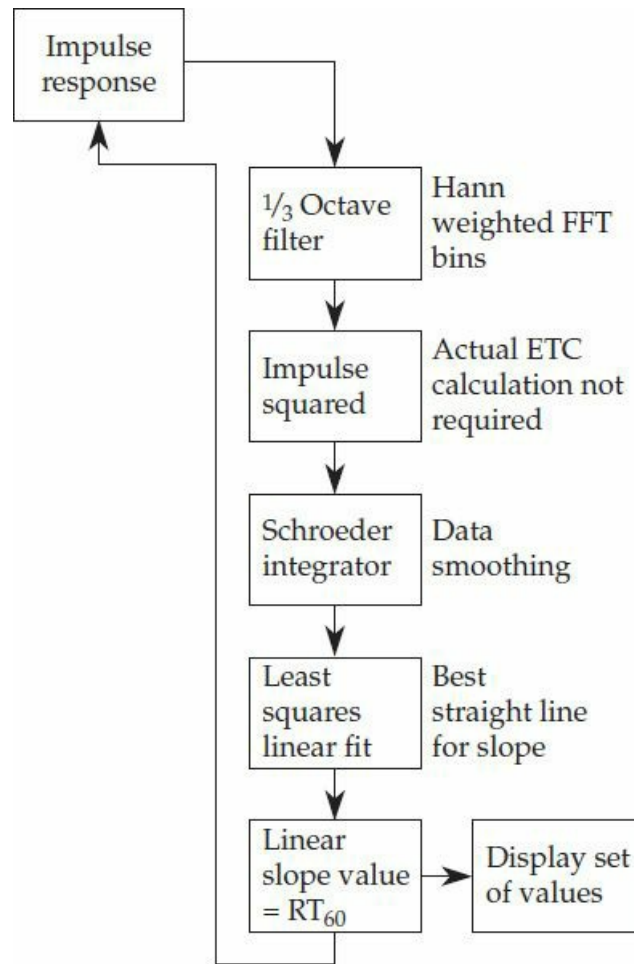 Impulse
response
1/3 Octave
filter
Hann
weighted FFT
bins
Impulse
squared
Actual ETC
calculation not
required
Schroeder
integrator
Data
smoothing
Least
squares
linear fit
Best
straight line
for slope
Linear
slope value
= RT60
Display set
of values